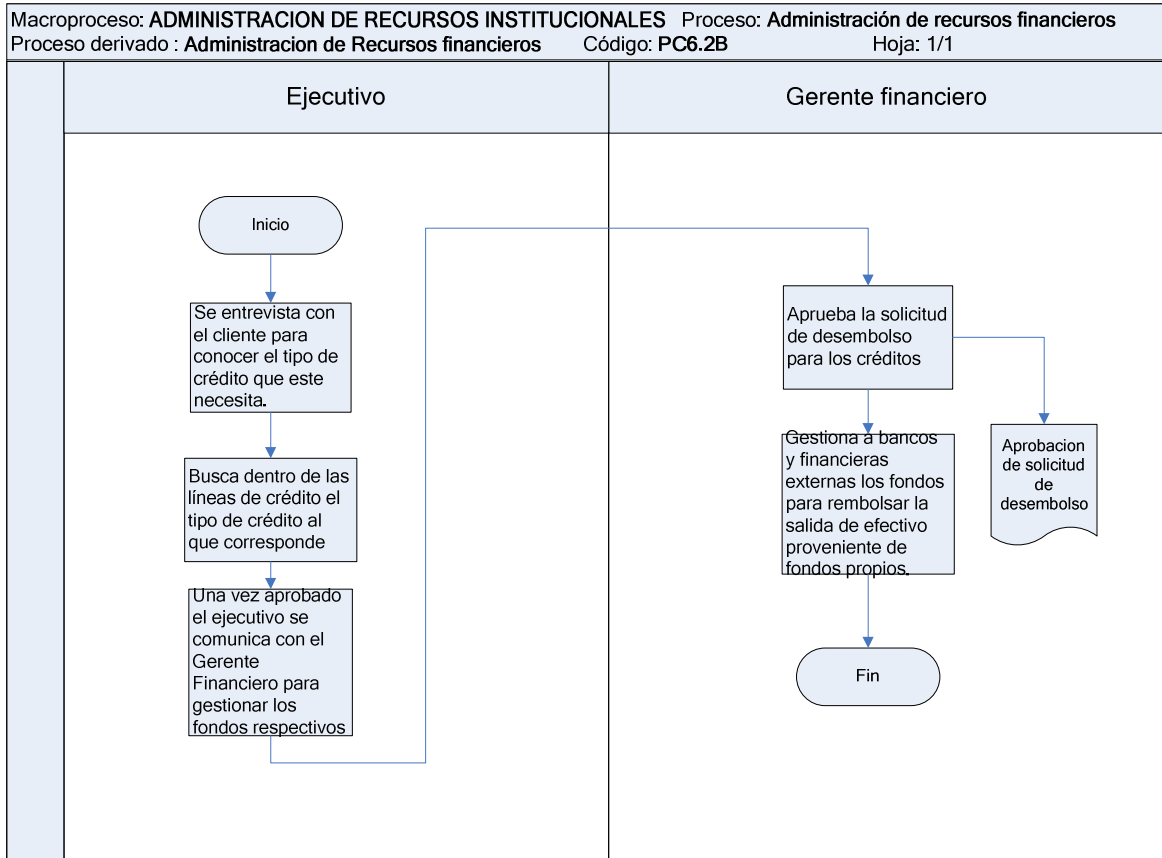 Macroproceso: ADMINISTRACION DE RECURSOS INSTITUCIONALES Proceso: Administración de recursos financieros
Proceso derivado : Administracion de Recursos financieros Código: PC6.2B Hoja: 1/1
Ejecutivo
Gerente financiero
Inicio
Se entrevista con
el cliente para
conocer el tipo de
crédito que este
necesita.
Busca dentro de las
líneas de crédito el
tipo de crédito al
que corresponde
Una vez aprobado
el ejecutivo se
comunica con el
Gerente
Financiero para
gestionar los
fondos respectivos
Aprueba la solicitud
de desembolso
para los créditos
Gestiona a bancos
y financieras
externas los fondos
para rembolsar la
salida de efectivo
proveniente de
fondos propios.
Aprobacion
de solicitud
de
desembolso
Fin